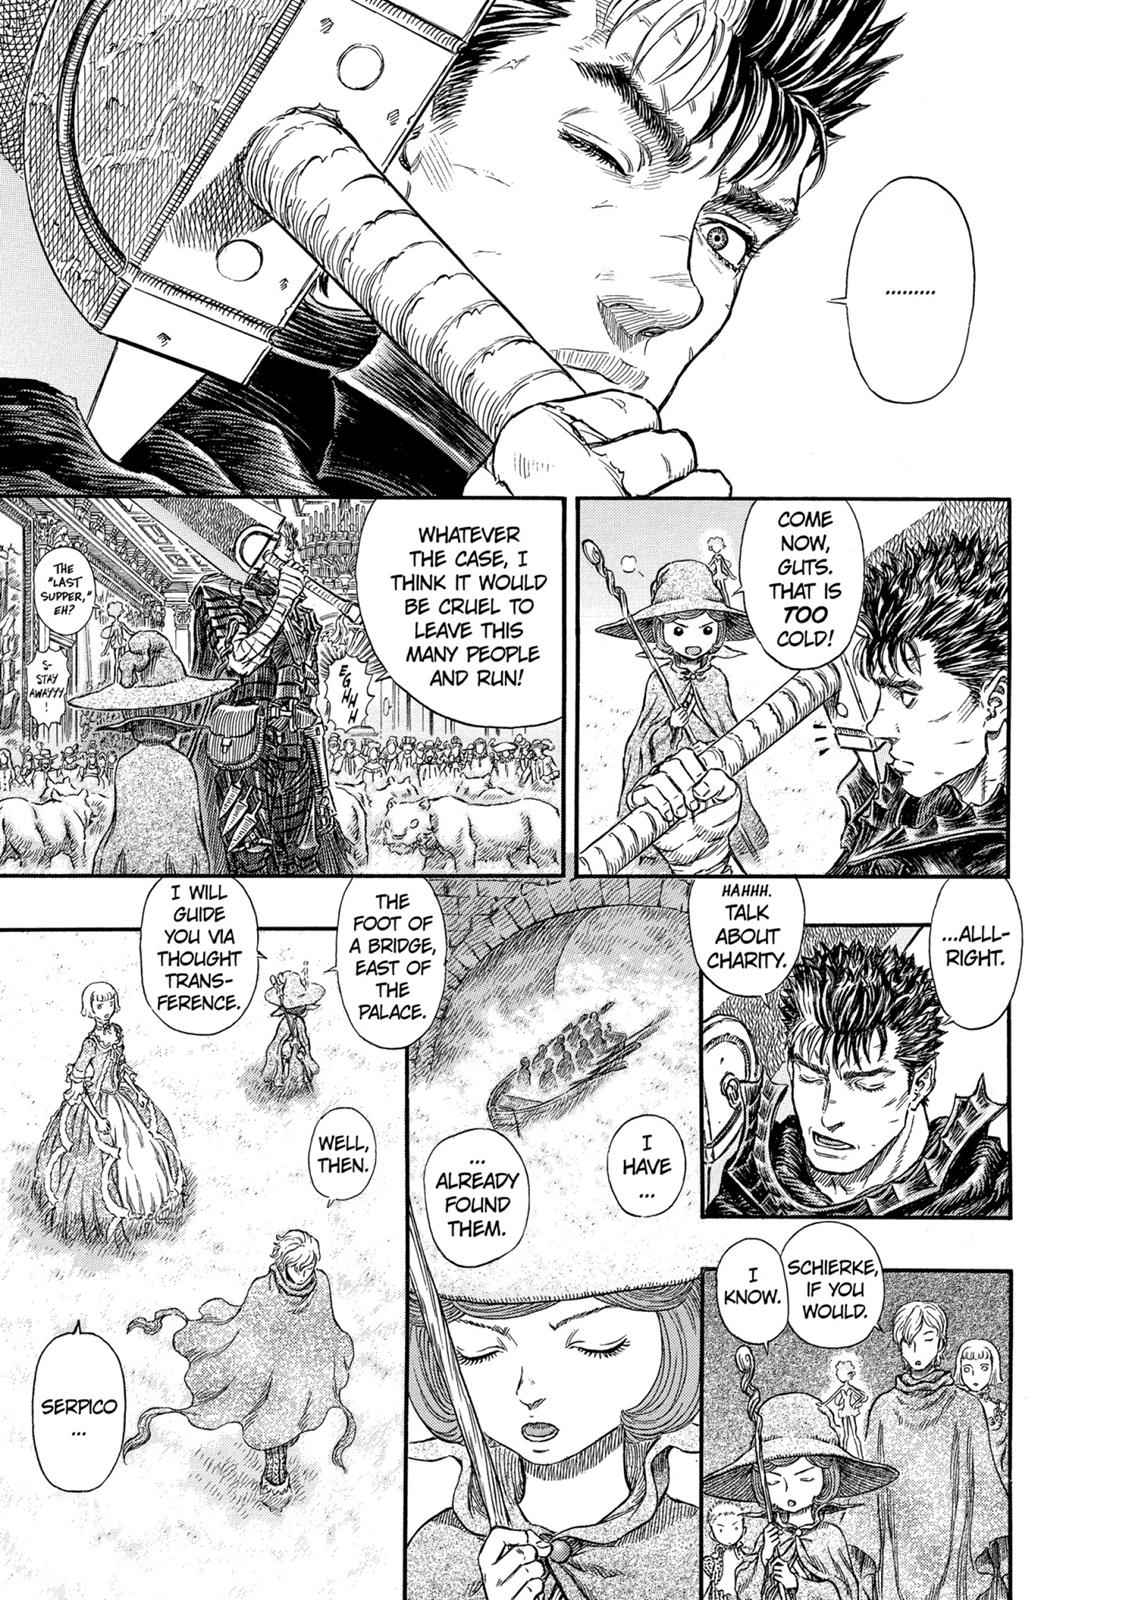 ..........
COME
NOW,
GUTS.
THAT IS
TOO
COLD!
WHATEVER
THE CASE, I
THINK IT WOULD
BE CRUEL TO
LEAVE THIS
MANY PEOPLE
AND RUN!
EGHHH
THE
"LAST
SUPPER,"
EH?
S-
STAY
AWAYYY
!
...ALLL-
RIGHT.
HAHHH.
TALK
ABOUT
CHARITY.
SCHIERKE,
IF YOU
WOULD.
I
KNOW.
I
HAVE
...
...
ALREADY
FOUND
THEM.
THE
FOOT OF
A BRIDGE,
EAST OF
THE
PALACE.
I WILL
GUIDE
YOU VIA
THOUGHT
TRANS-
FERENCE.
WELL,
THEN.
SERPICO
...